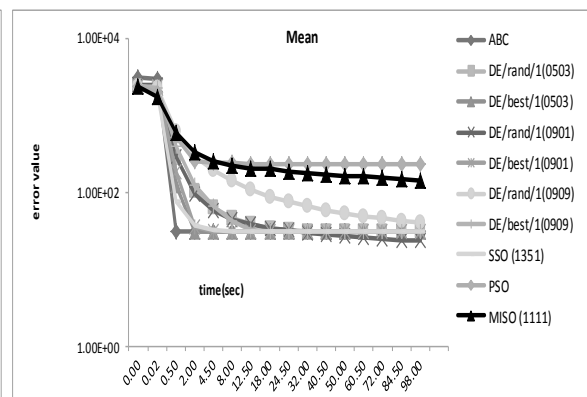 Mean
1.00E+04
1.00E+02
1.00E+00
error value
time(sec)
0.00
0.02
0.50
2.00
4.50
8.00
12.50
18.00
24.50
32.00
40.50
50.00
60.50
72.00
84.50
98.00
ABC
DE/rand/1(0503)
DE/best/1(0503)
DE/rand/1(0901)
DE/best/1(0901)
DE/rand/1(0909)
DE/best/1(0909)
SSO (1351)
PSO
MISO (1111)